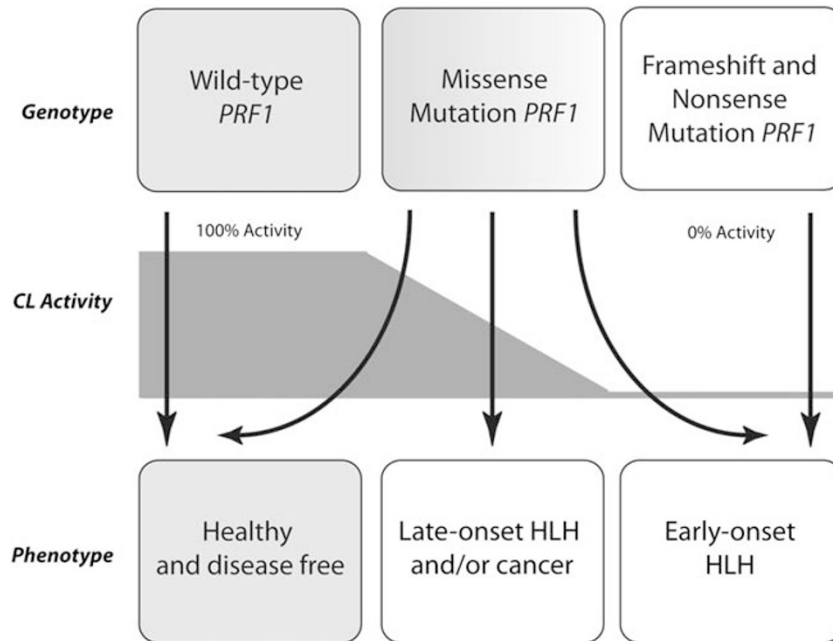 Genotype
Wild-type
PRF1
Missense
Mutation PRF1
Frameshift and
Nonsense
Mutation PRF1
CL Activity
100% Activity
0% Activity
Phenotype
Healthy
and disease free
Late-onset HLH
and/or cancer
Early-onset
HLH